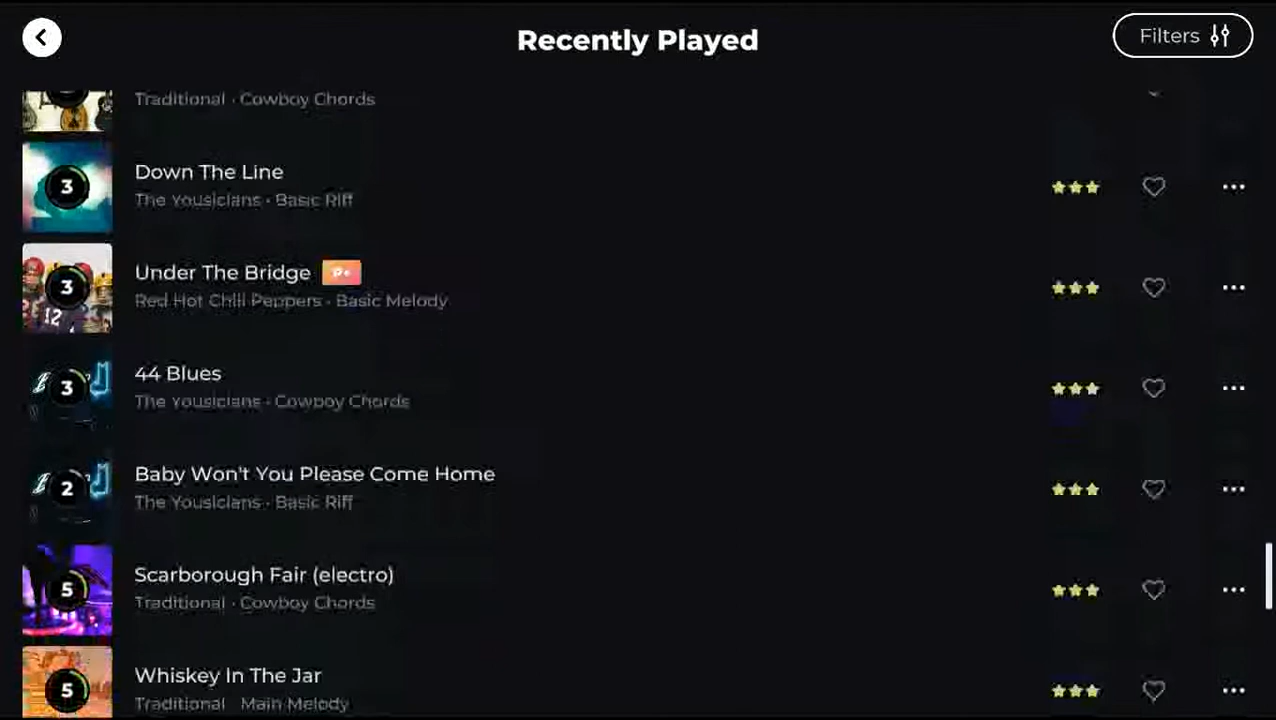 Recently Played
Filters
Traditional · Cowboy Chords
3
Down The Line
The Yousicians · Basic Riff
3
Under The Bridge P+
Red Hot Chili Peppers · Basic Melody
12
3
44 Blues
The Yousicians · Cowboy Chords
2
Baby Won't You Please Come Home
The Yousicians · Basic Riff
5
Scarborough Fair (electro)
Traditional · Cowboy Chords
5
Whiskey In The Jar
Traditional · Main Melody